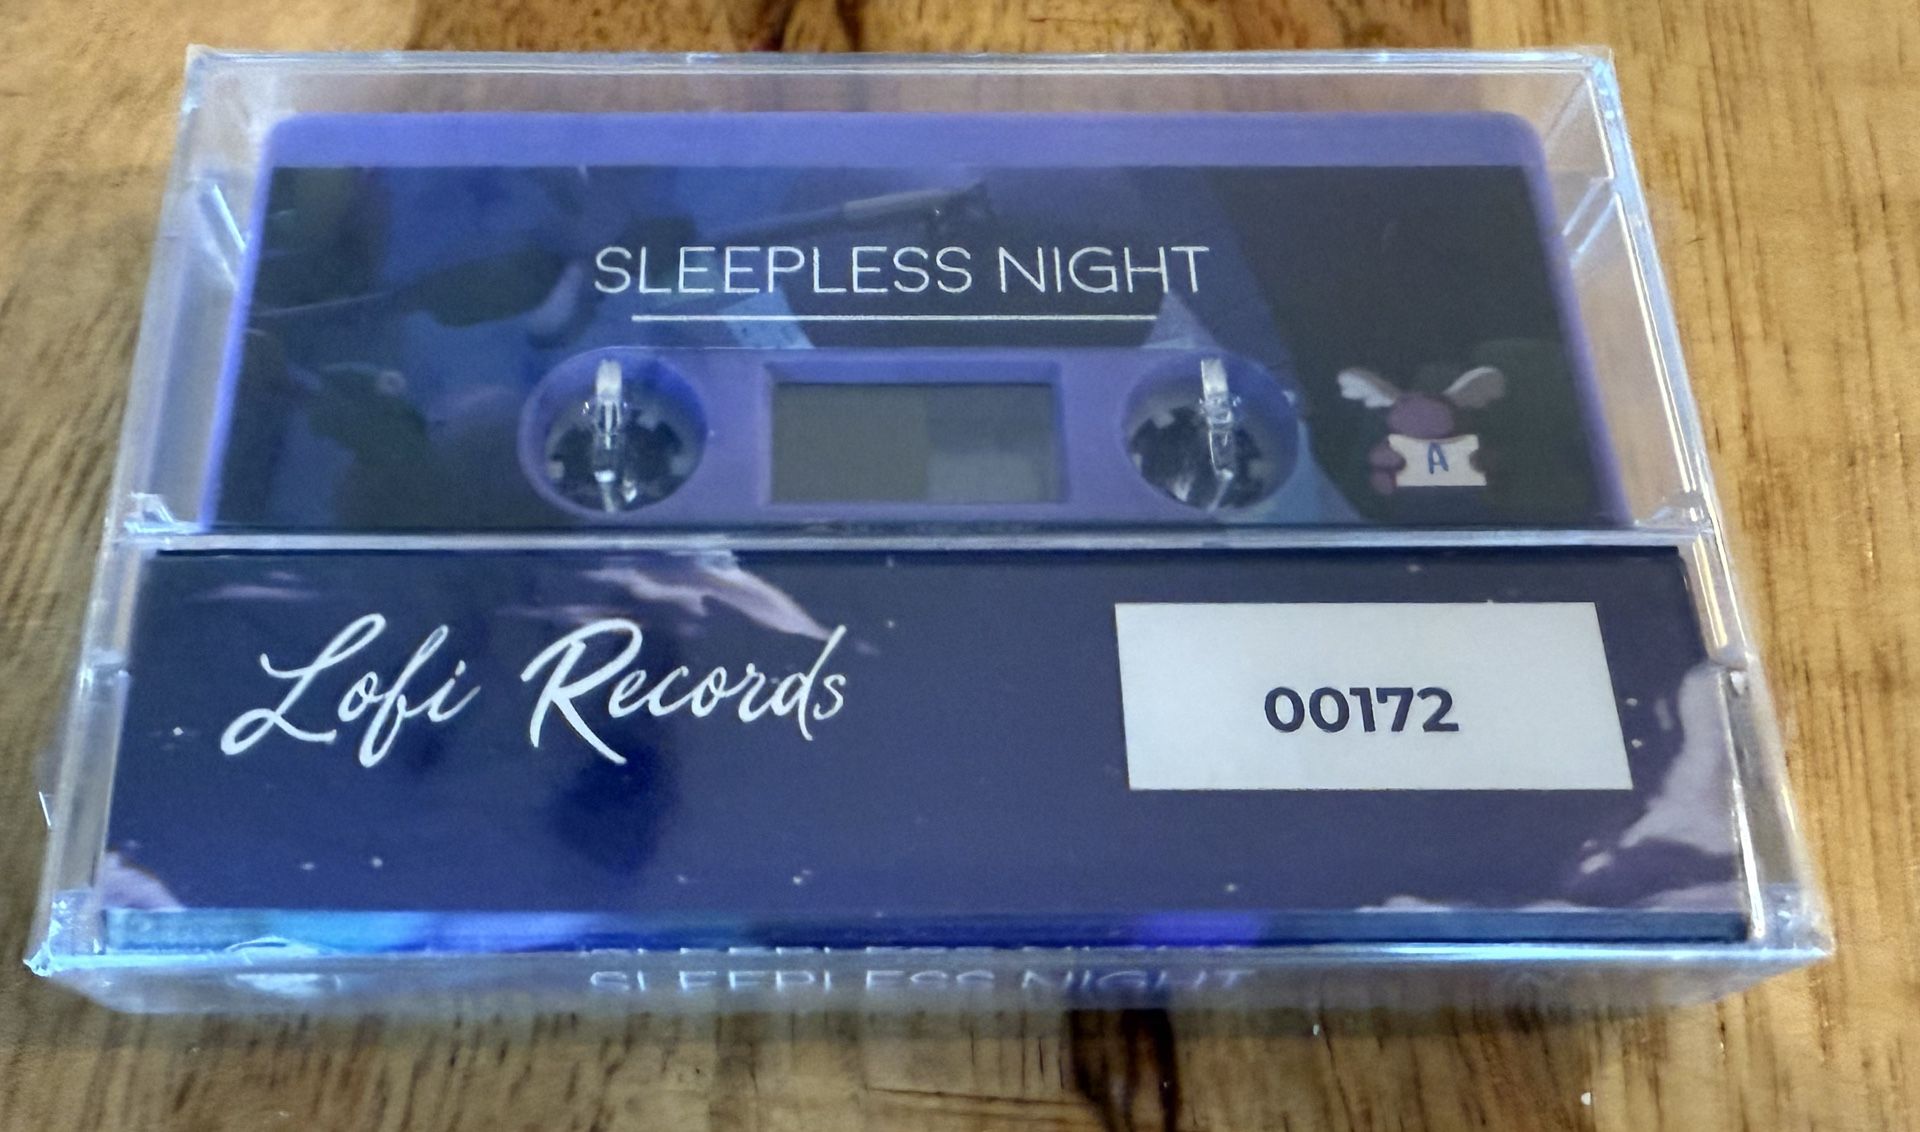 SLEEPLESS NIGHT
A
Lofi Records
00172
SLEEPLESS NIGHT